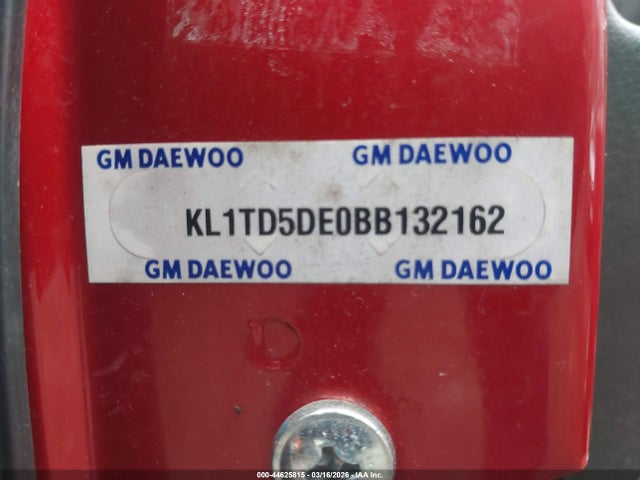 GM DAEWOO GM DAEWOO
KL1TD5DE0BB132162
GM DAEWOO GM DAEWOO
000-44625815 - 03/16/2026 - IAA Inc.